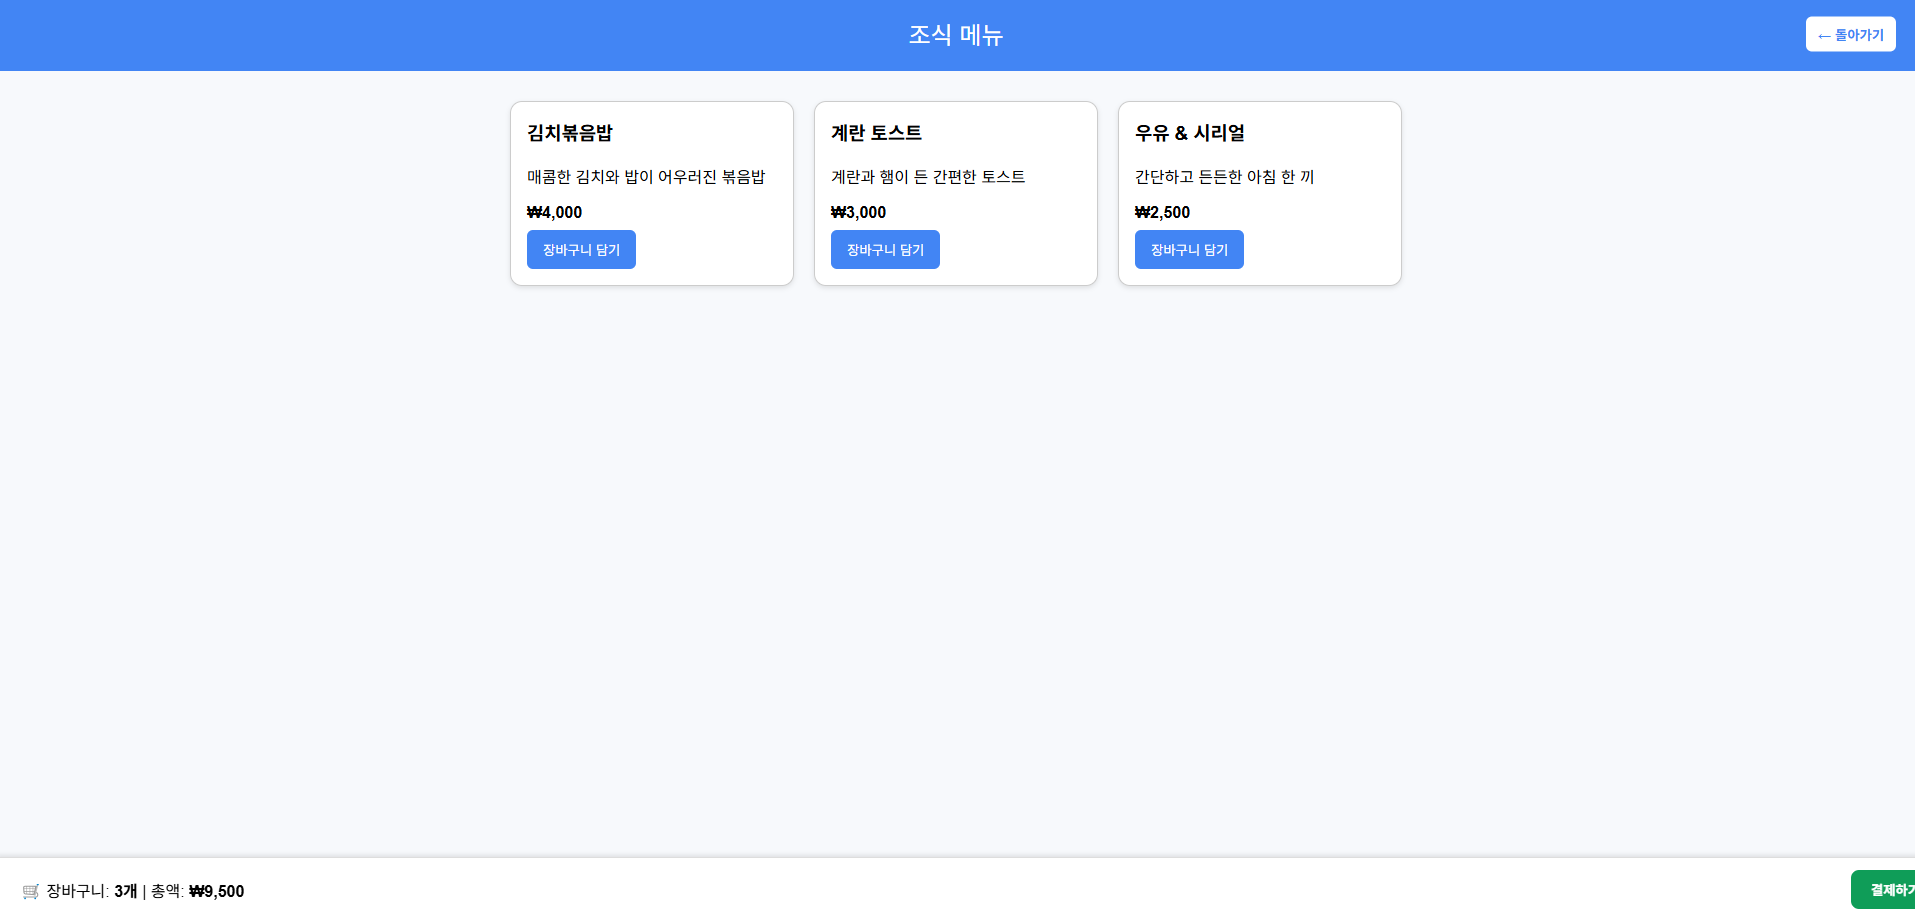 조식 메뉴
← 돌아가기
김치볶음밥
매콤한 김치와 밥이 어우러진 볶음밥
₩4,000
장바구니 담기
계란 토스트
계란과 햄이 든 간편한 토스트
₩3,000
장바구니 담기
우유 & 시리얼
간단하고 든든한 아침 한 끼
₩2,500
장바구니 담기
🛒 장바구니: 3개 | 총액: ₩9,500
결제하기